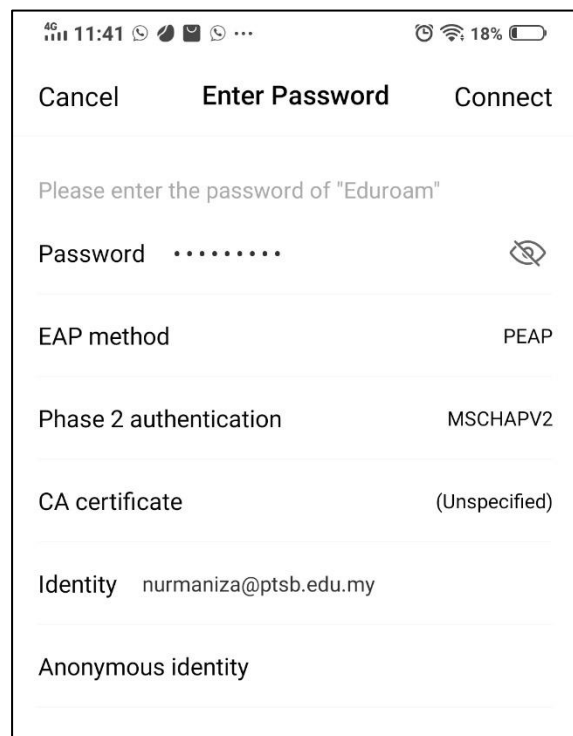 4G 11:41 ... 18%
Cancel Enter Password Connect
Please enter the password of "Eduroam"
Password •••••••••
EAP method PEAP
Phase 2 authentication MSCHAPV2
CA certificate (Unspecified)
Identity nurmaniza@ptsb.edu.my
Anonymous identity